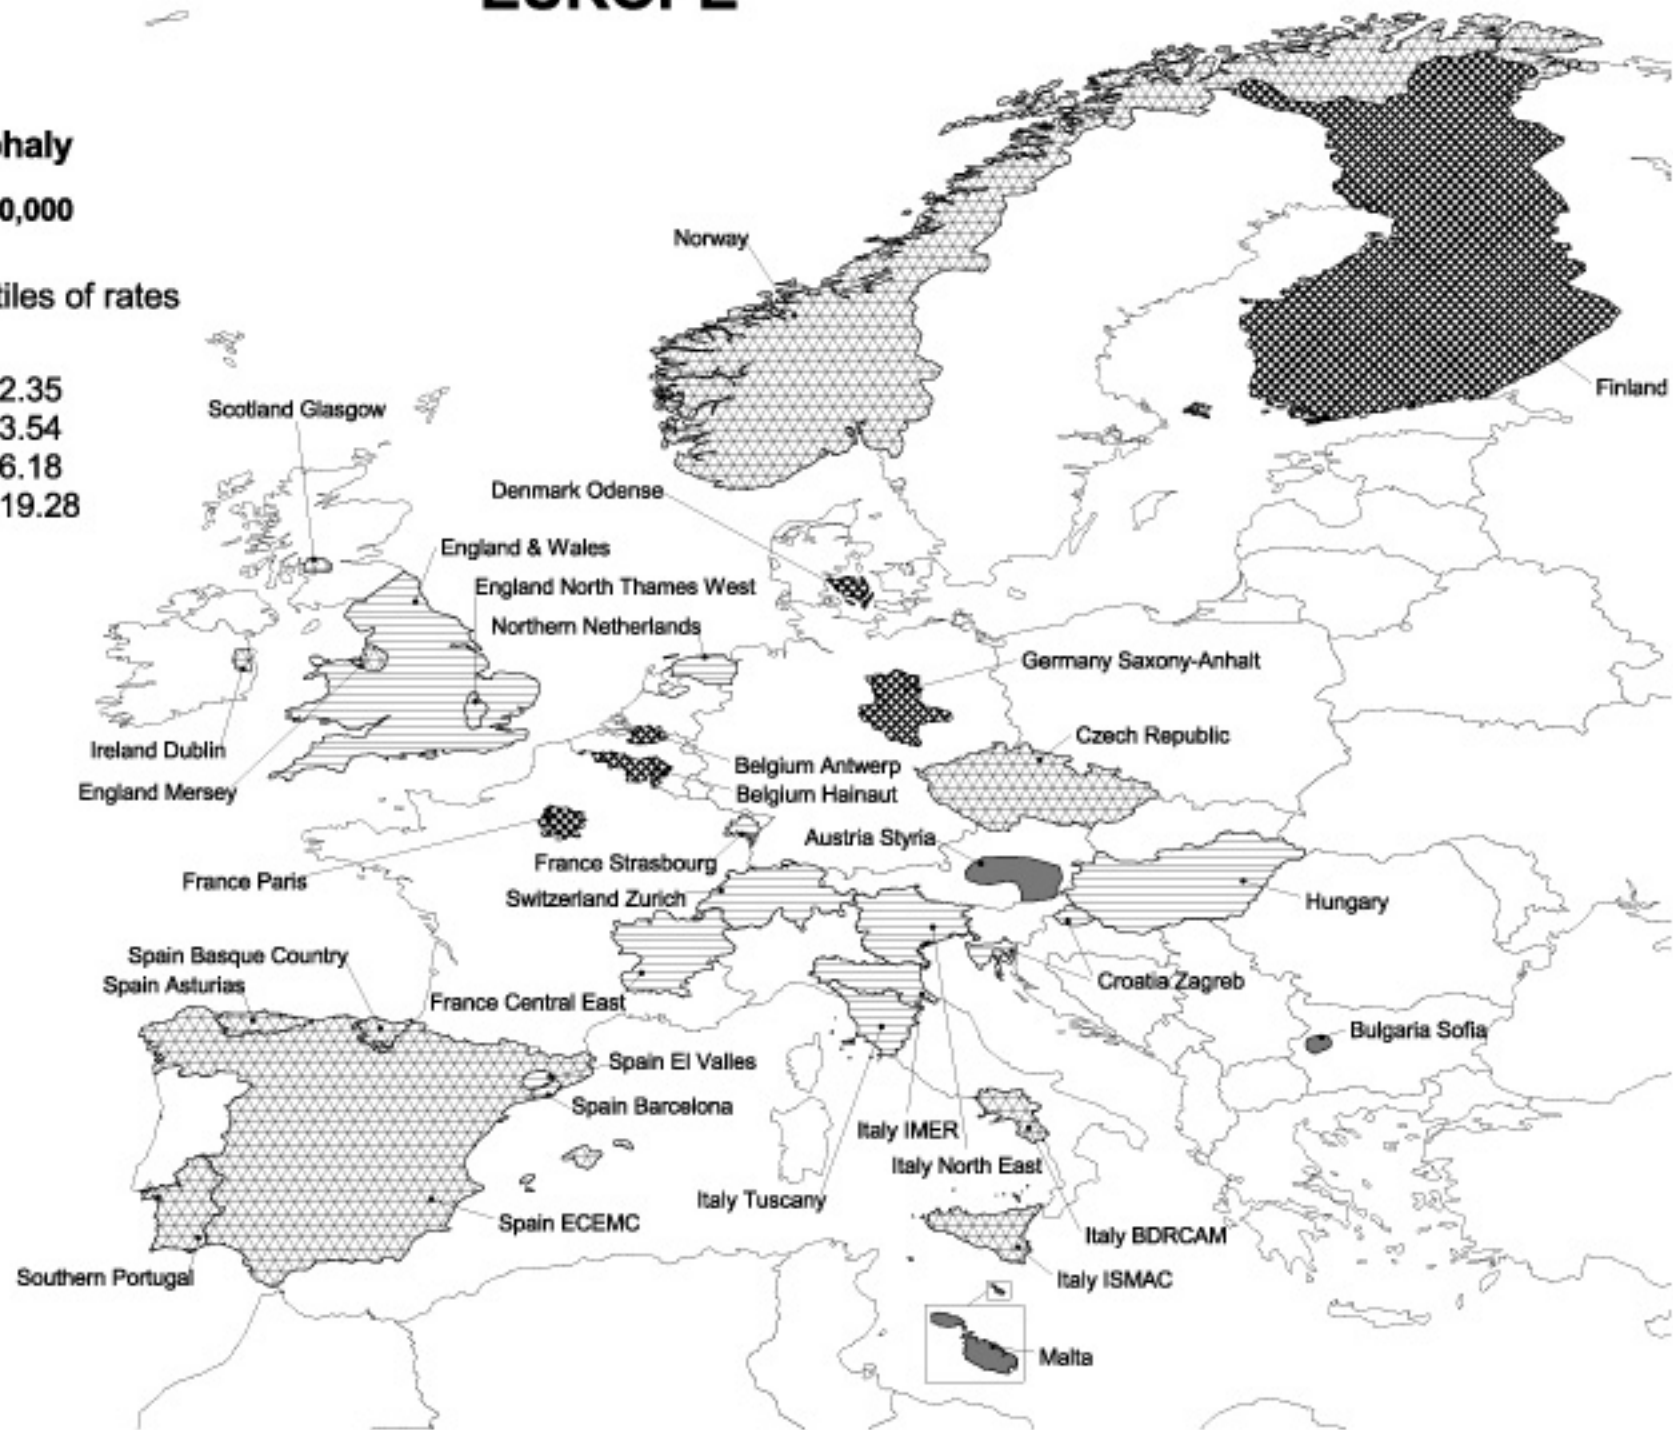 EUROPE
phaly
0,000
tiles of rates
2.35
3.54
6.18
19.28
Norway
Finland
Scotland Glasgow
Denmark Odense
England & Wales
England North Thames West
Northern Netherlands
Germany Saxony-Anhalt
Czech Republic
Ireland Dublin
England Mersey
Belgium Antwerp
Belgium Hainaut
Austria Styria
France Strasbourg
France Paris
Switzerland Zurich
Hungary
Spain Basque Country
Spain Asturias
France Central East
Croatia Zagreb
Bulgaria Sofia
Spain El Valles
Spain Barcelona
Italy IMER
Italy North East
Italy Tuscany
Spain ECEMC
Italy BDRCAM
Southern Portugal
Italy ISMAC
Malta